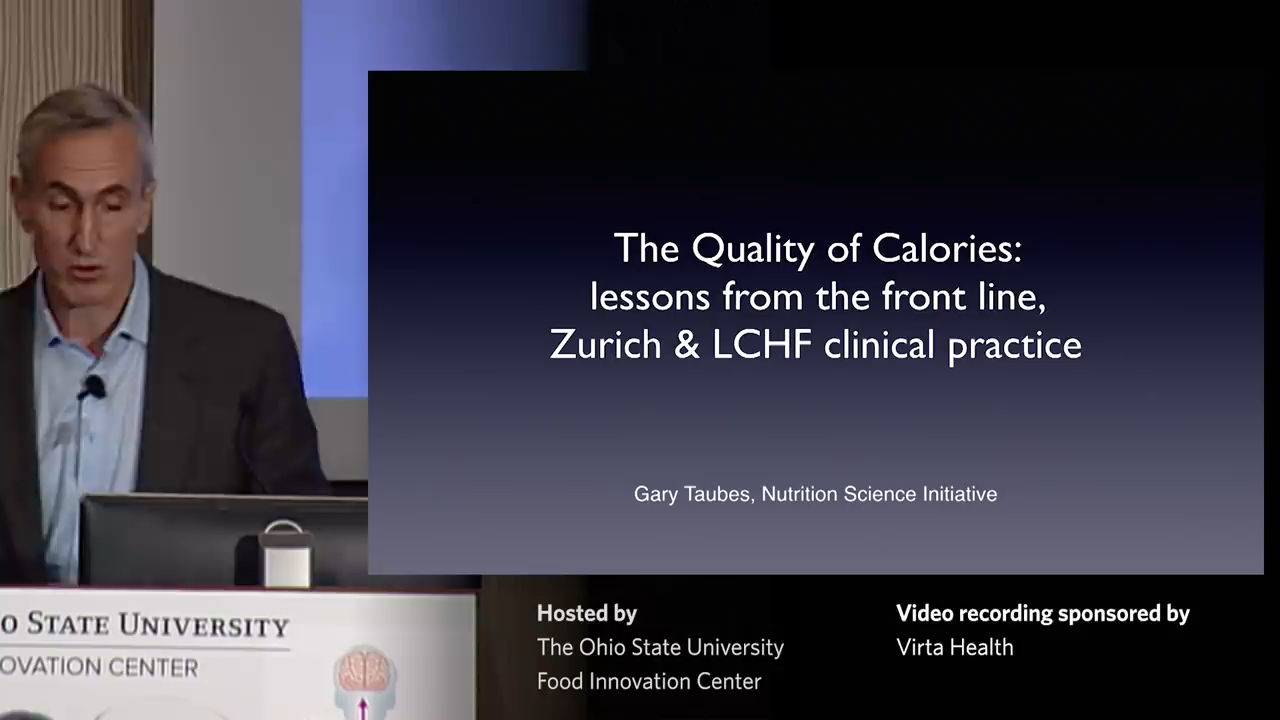 The Quality of Calories:
lessons from the front line,
Zurich & LCHF clinical practice
Gary Taubes, Nutrition Science Initiative
O STATE UNIVERSITY
OVATION CENTER
Hosted by
The Ohio State University
Food Innovation Center
Video recording sponsored by
Virta Health